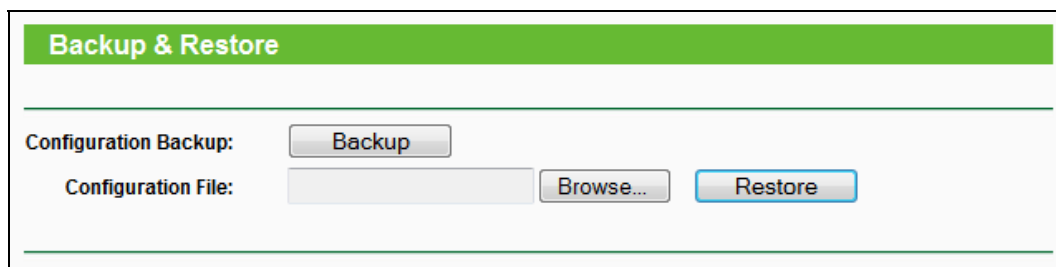 Backup & Restore
Configuration Backup: Backup
Configuration File: Browse... Restore